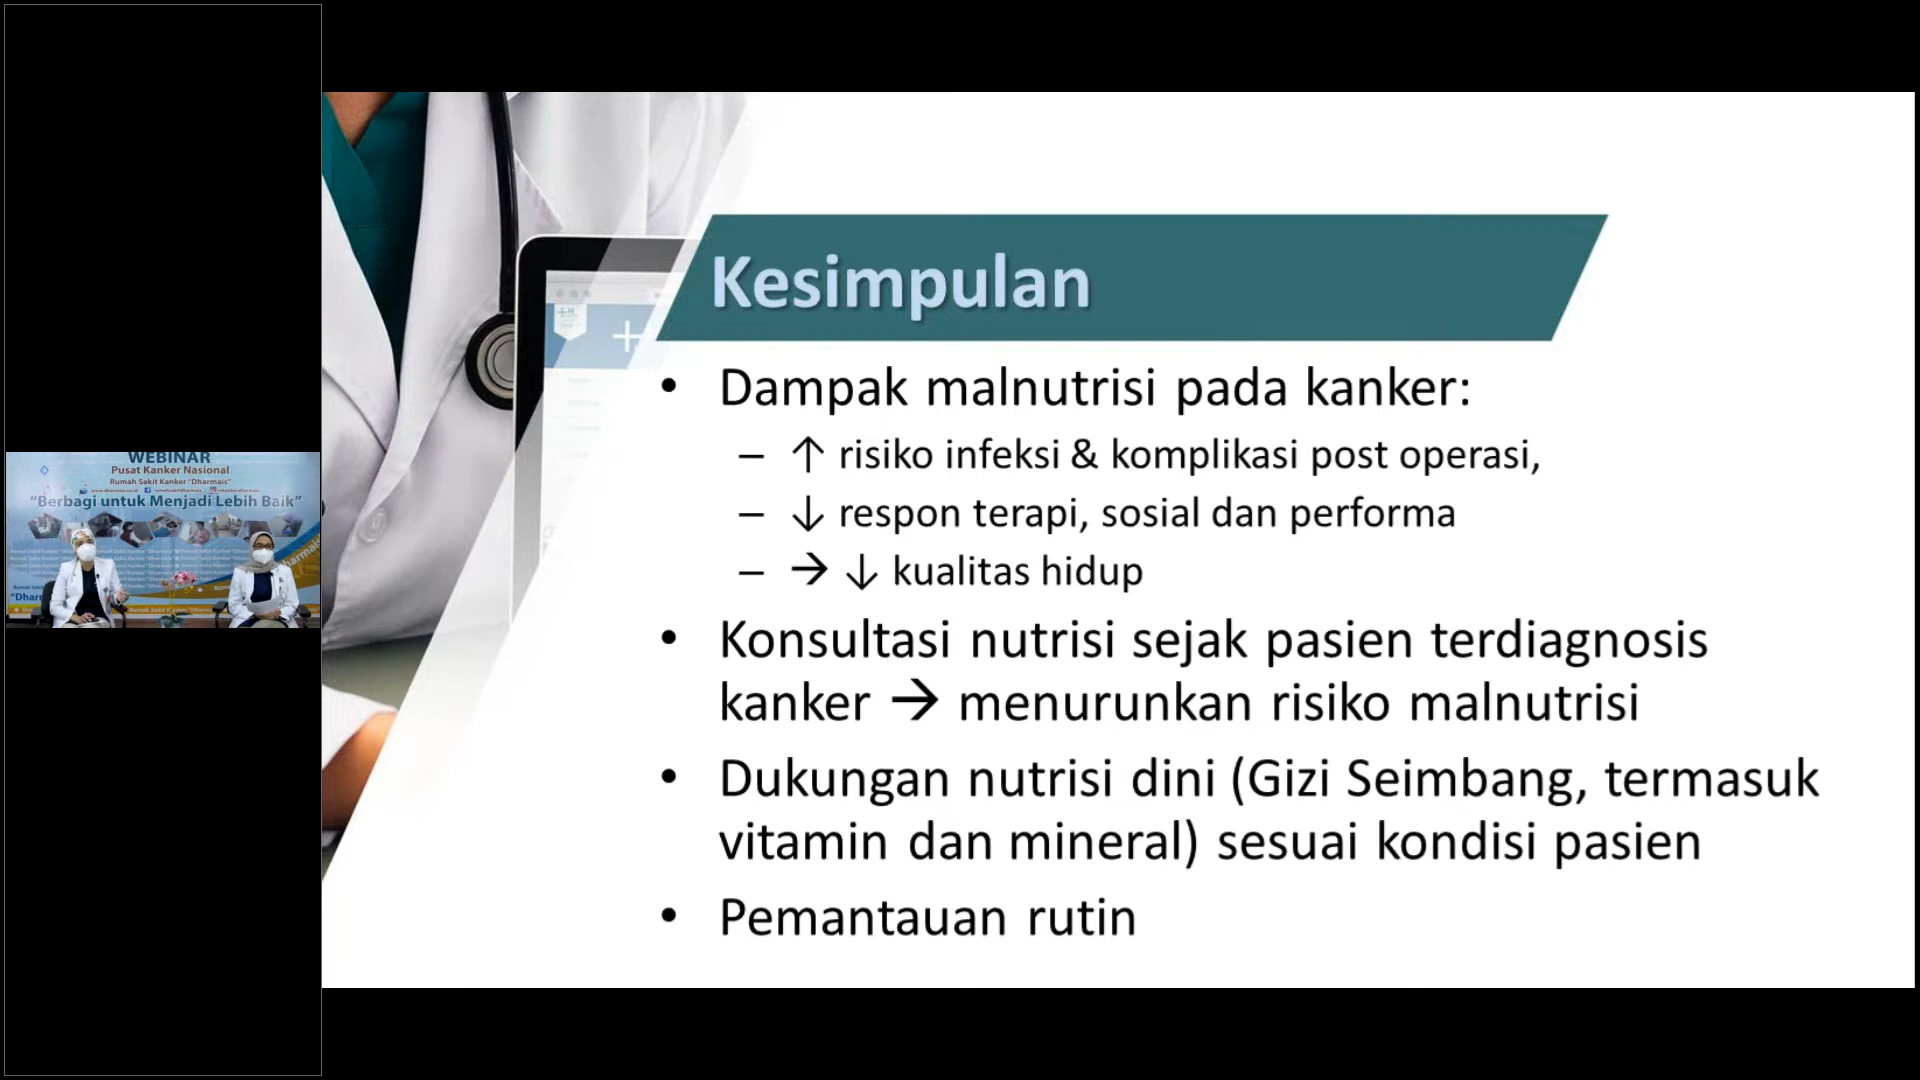 WEBINAR
Pusat Kanker Nasional
Rumah Sakit Kanker "Dharmais"
"Berbagi untuk Menjadi Lebih Baik"
Kesimpulan
• Dampak malnutrisi pada kanker:
– ↑ risiko infeksi & komplikasi post operasi,
– ↓ respon terapi, sosial dan performa
– → ↓ kualitas hidup
• Konsultasi nutrisi sejak pasien terdiagnosis
kanker → menurunkan risiko malnutrisi
• Dukungan nutrisi dini (Gizi Seimbang, termasuk
vitamin dan mineral) sesuai kondisi pasien
• Pemantauan rutin